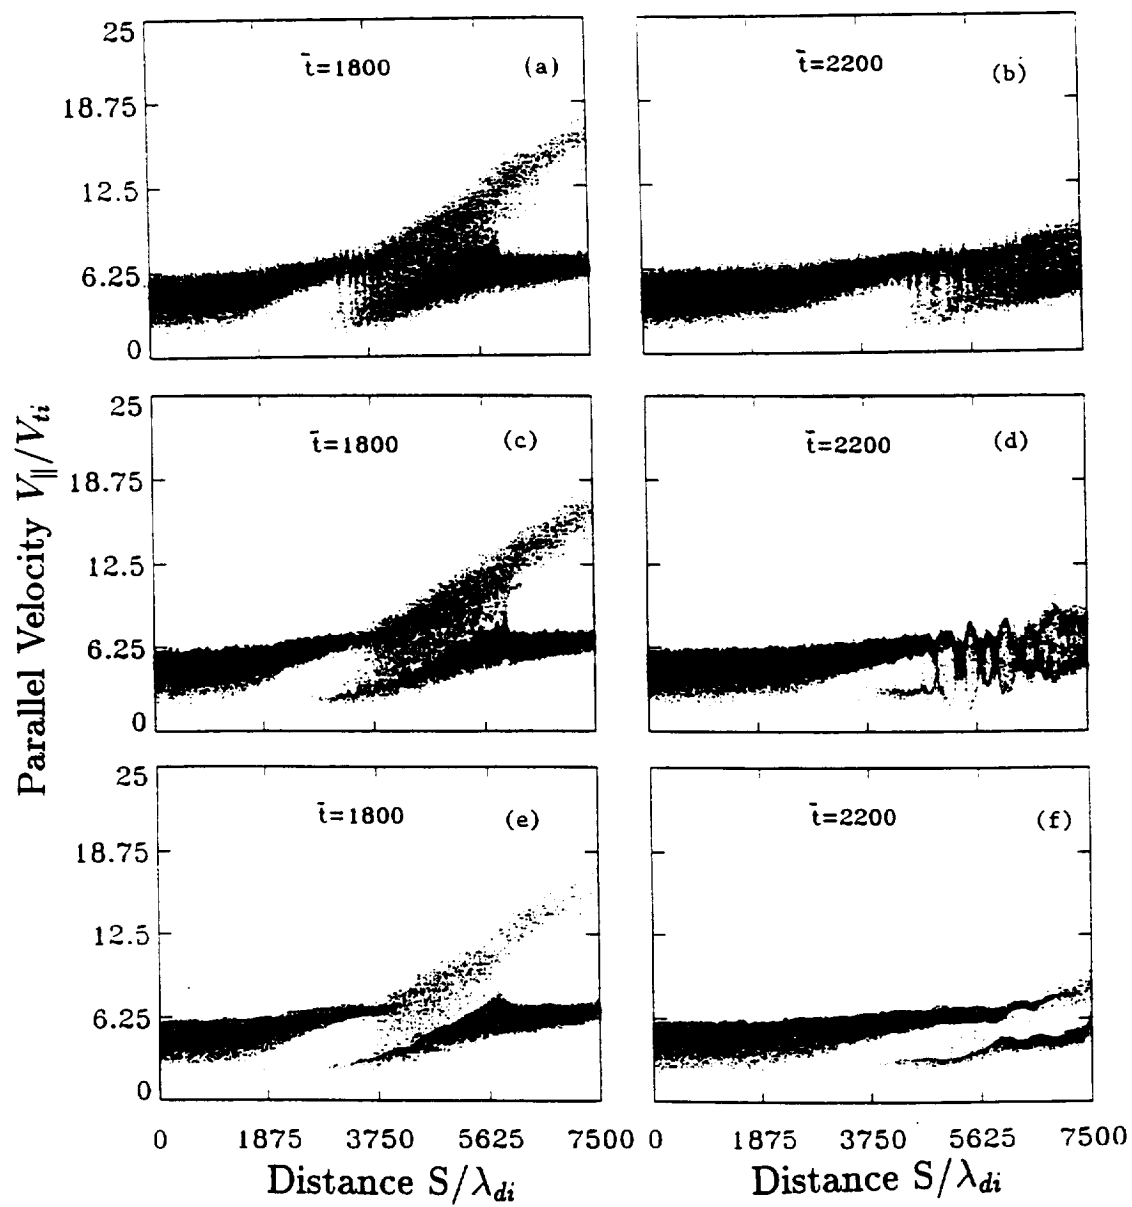 25
18.75
12.5
6.25
0
t̄=1800
(a)
t̄=2200
(b)
25
18.75
12.5
6.25
0
t̄=1800
(c)
t̄=2200
(d)
Parallel Velocity V∥/Vti
25
18.75
12.5
6.25
0
t̄=1800
(e)
t̄=2200
(f)
0 1875 3750 5625 7500
0 1875 3750 5625 7500
Distance S/λdi
Distance S/λdi